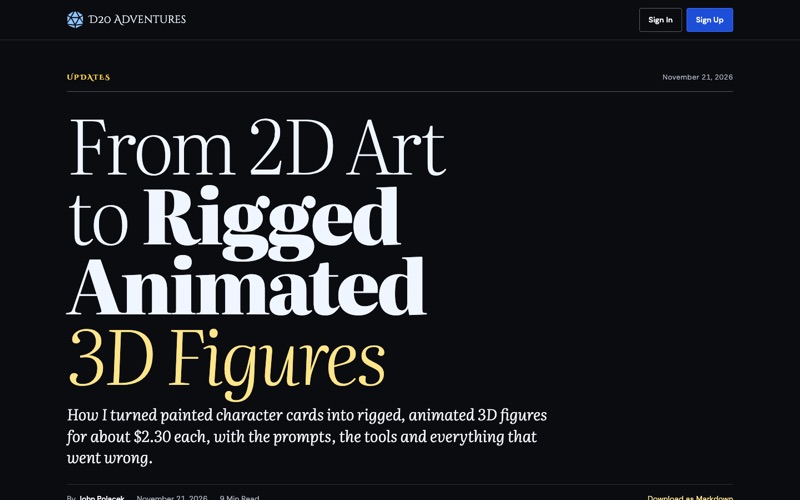 D20 ADVENTURES
Sign In
Sign Up
UPDATES
November 21, 2026
From 2D Art
to Rigged
Animated
3D Figures
How I turned painted character cards into rigged, animated 3D figures
for about $2.30 each, with the prompts, the tools and everything that
went wrong.
By John Polacek
November 21, 2026
9 Min Read
Download as Markdown